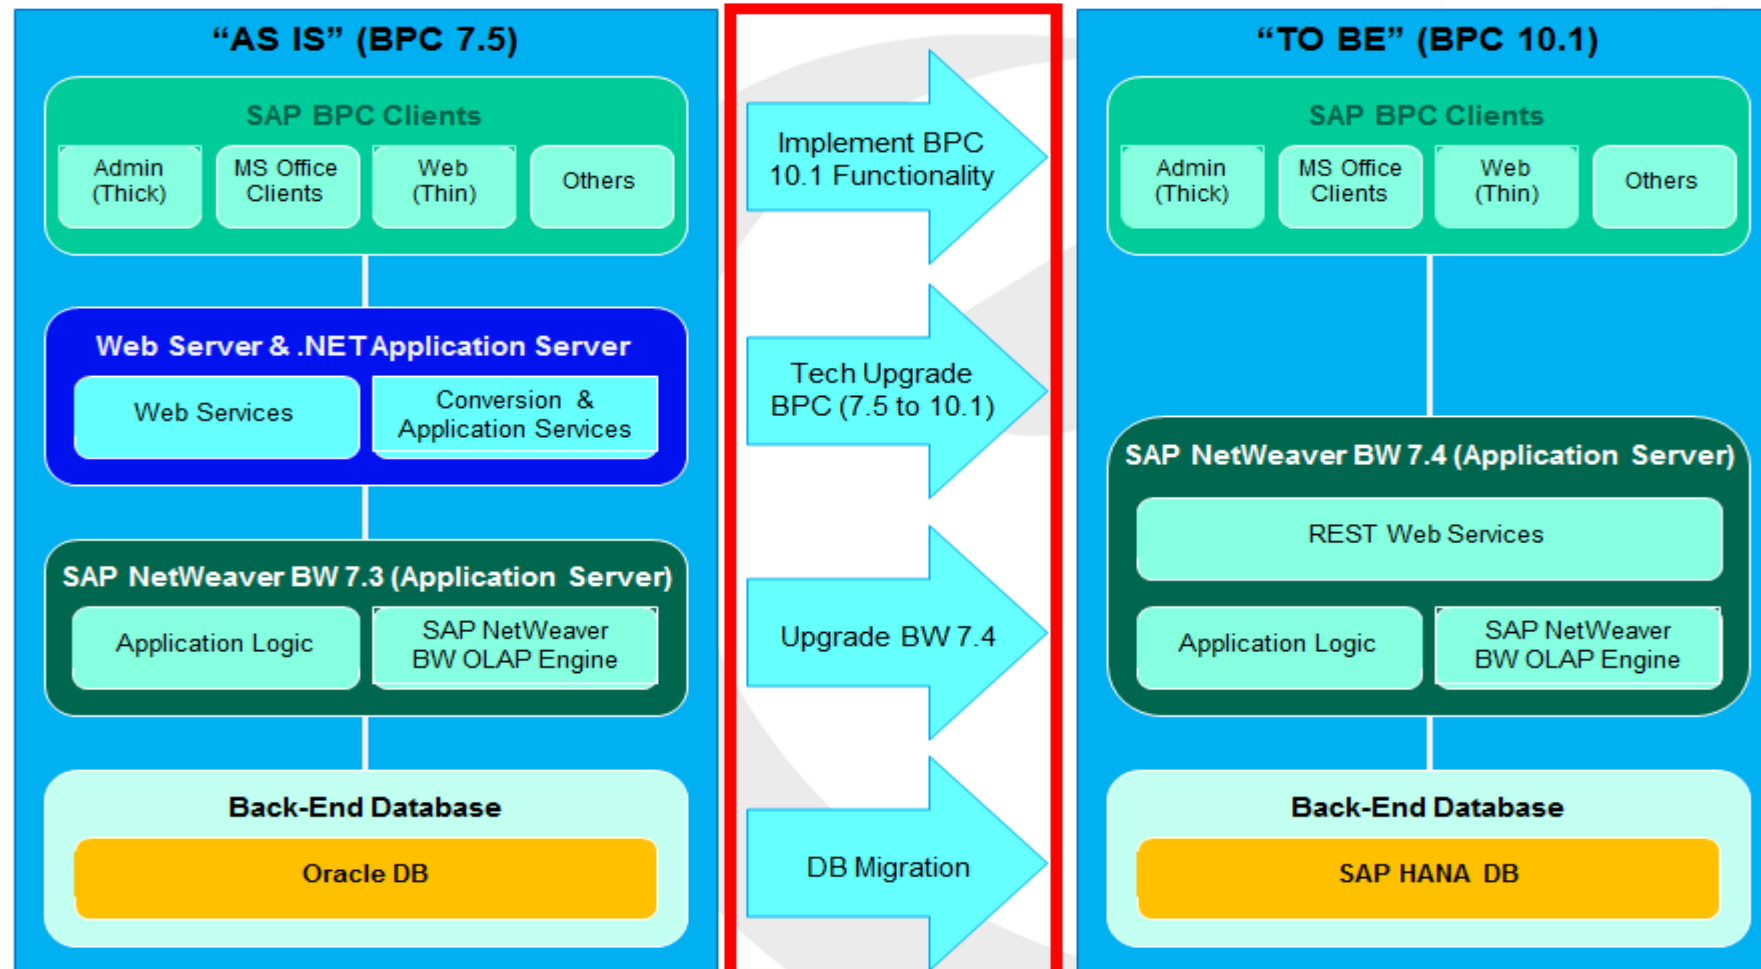 “AS IS” (BPC 7.5)
SAP BPC Clients
Admin
(Thick)
MS Office
Clients
Web
(Thin)
Others
Web Server & .NET Application Server
Web Services
Conversion &
Application Services
SAP NetWeaver BW 7.3 (Application Server)
Application Logic
SAP NetWeaver
BW OLAP Engine
Back-End Database
Oracle DB
Implement BPC
10.1 Functionality
Tech Upgrade
BPC (7.5 to 10.1)
Upgrade BW 7.4
DB Migration
“TO BE” (BPC 10.1)
SAP BPC Clients
Admin
(Thick)
MS Office
Clients
Web
(Thin)
Others
SAP NetWeaver BW 7.4 (Application Server)
REST Web Services
Application Logic
SAP NetWeaver
BW OLAP Engine
Back-End Database
SAP HANA DB